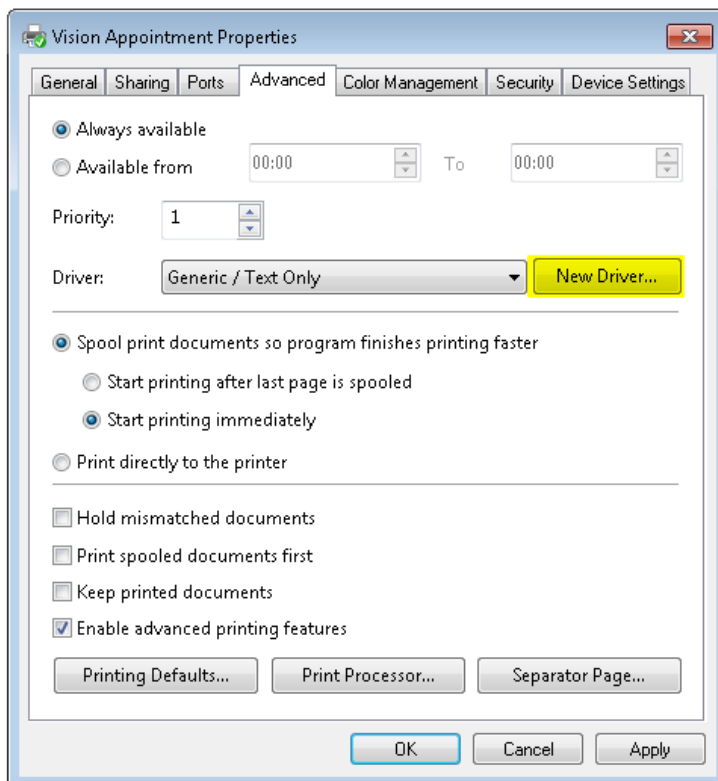 Vision Appointment Properties
General Sharing Ports Advanced Color Management Security Device Settings
Always available
Available from 00:00 To 00:00
Priority: 1
Driver: Generic / Text Only New Driver...
Spool print documents so program finishes printing faster
Start printing after last page is spooled
Start printing immediately
Print directly to the printer
Hold mismatched documents
Print spooled documents first
Keep printed documents
Enable advanced printing features
Printing Defaults... Print Processor... Separator Page...
OK Cancel Apply